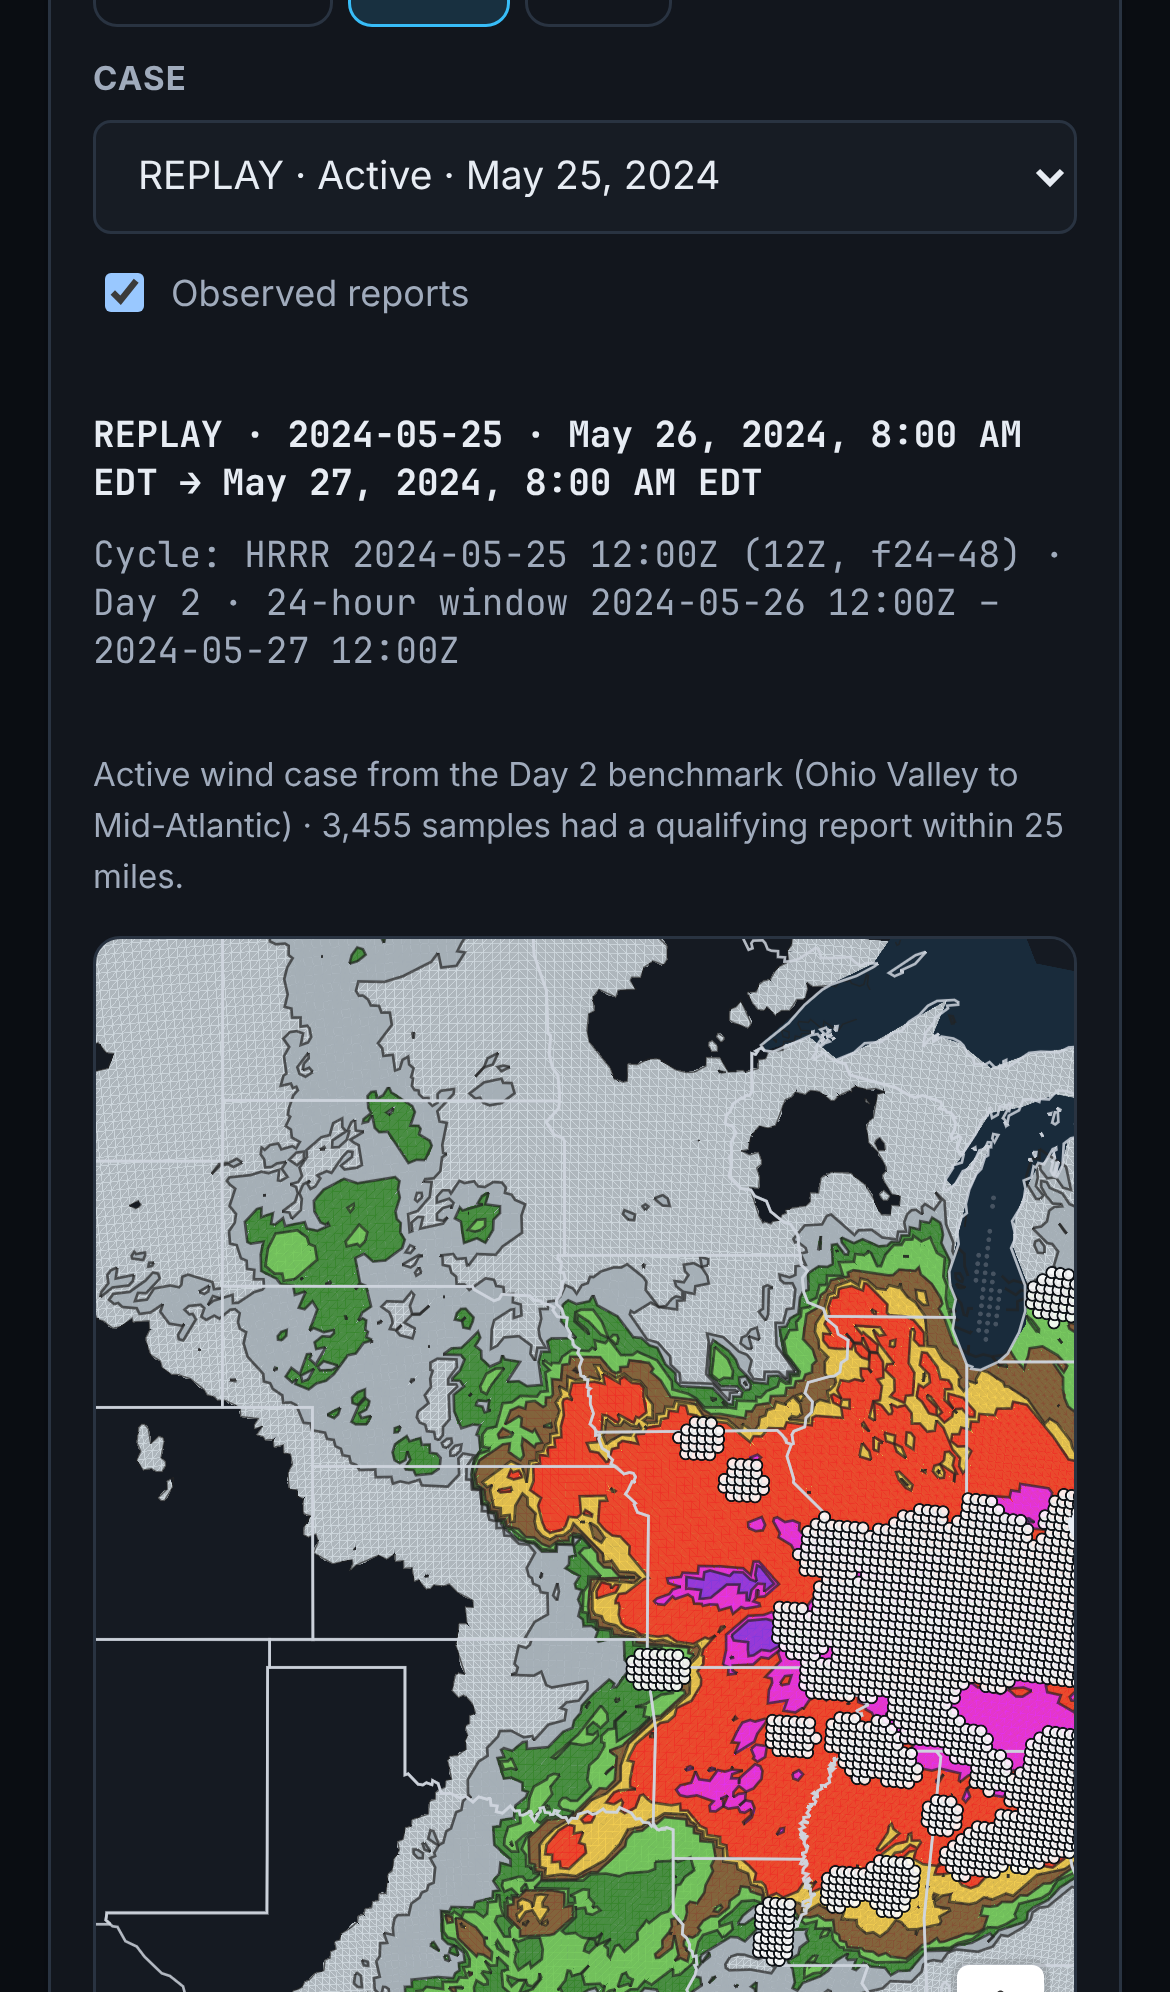 CASE
REPLAY · Active · May 25, 2024
Observed reports
REPLAY · 2024-05-25 · May 26, 2024, 8:00 AM
EDT → May 27, 2024, 8:00 AM EDT
Cycle: HRRR 2024-05-25 12:00Z (12Z, f24–48) ·
Day 2 · 24-hour window 2024-05-26 12:00Z –
2024-05-27 12:00Z
Active wind case from the Day 2 benchmark (Ohio Valley to
Mid-Atlantic) · 3,455 samples had a qualifying report within 25
miles.